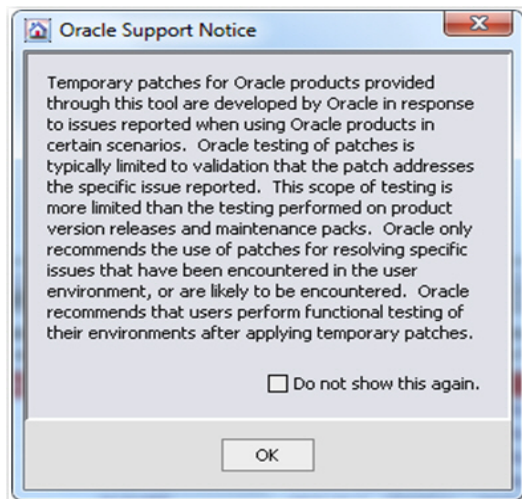 Oracle Support Notice
Temporary patches for Oracle products provided
through this tool are developed by Oracle in response
to issues reported when using Oracle products in
certain scenarios.  Oracle testing of patches is
typically limited to validation that the patch addresses
the specific issue reported.  This scope of testing is
more limited than the testing performed on product
version releases and maintenance packs.  Oracle only
recommends the use of patches for resolving specific
issues that have been encountered in the user
environment, or are likely to be encountered.  Oracle
recommends that users perform functional testing of
their environments after applying temporary patches.
Do not show this again.
OK